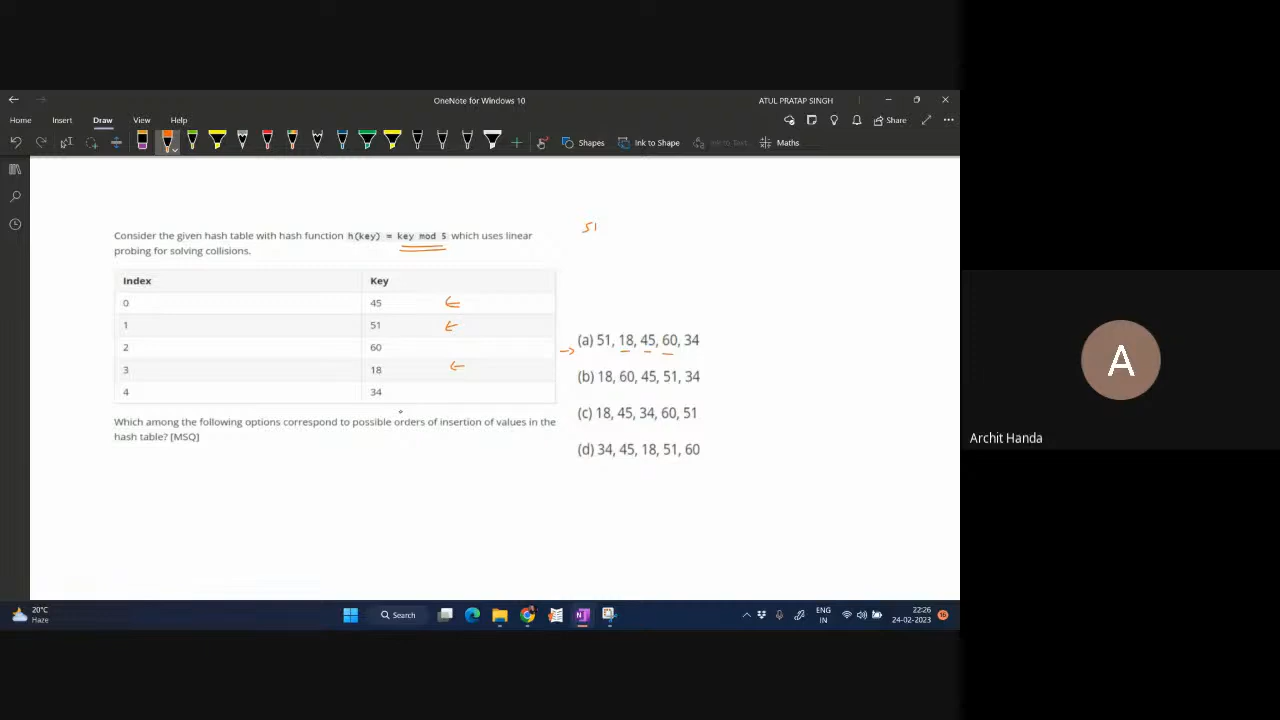 OneNote for Windows 10
ATUL PRATAP SINGH
Home Insert Draw View Help
Share
Shapes Ink to Shape Ink to Text Maths
Consider the given hash table with hash function h(key) = key mod 5 which uses linear
probing for solving collisions.
51
Index Key
0 45
1 51
2 60
3 18
4 34
Which among the following options correspond to possible orders of insertion of values in the
hash table? [MSQ]
(a) 51, 18, 45, 60, 34
(b) 18, 60, 45, 51, 34
(c) 18, 45, 34, 60, 51
(d) 34, 45, 18, 51, 60
A
Archit Handa
20°C
Haze
Search
ENG
IN
22:26
24-02-2023
16